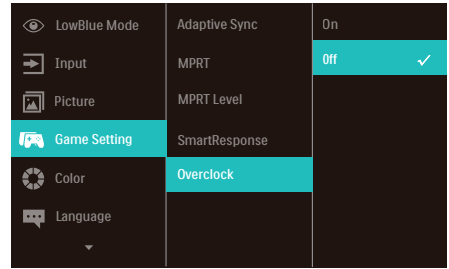 LowBlue Mode
Input
Picture
Game Setting
Color
Language
Adaptive Sync
MPRT
MPRT Level
SmartResponse
Overclock
On
Off